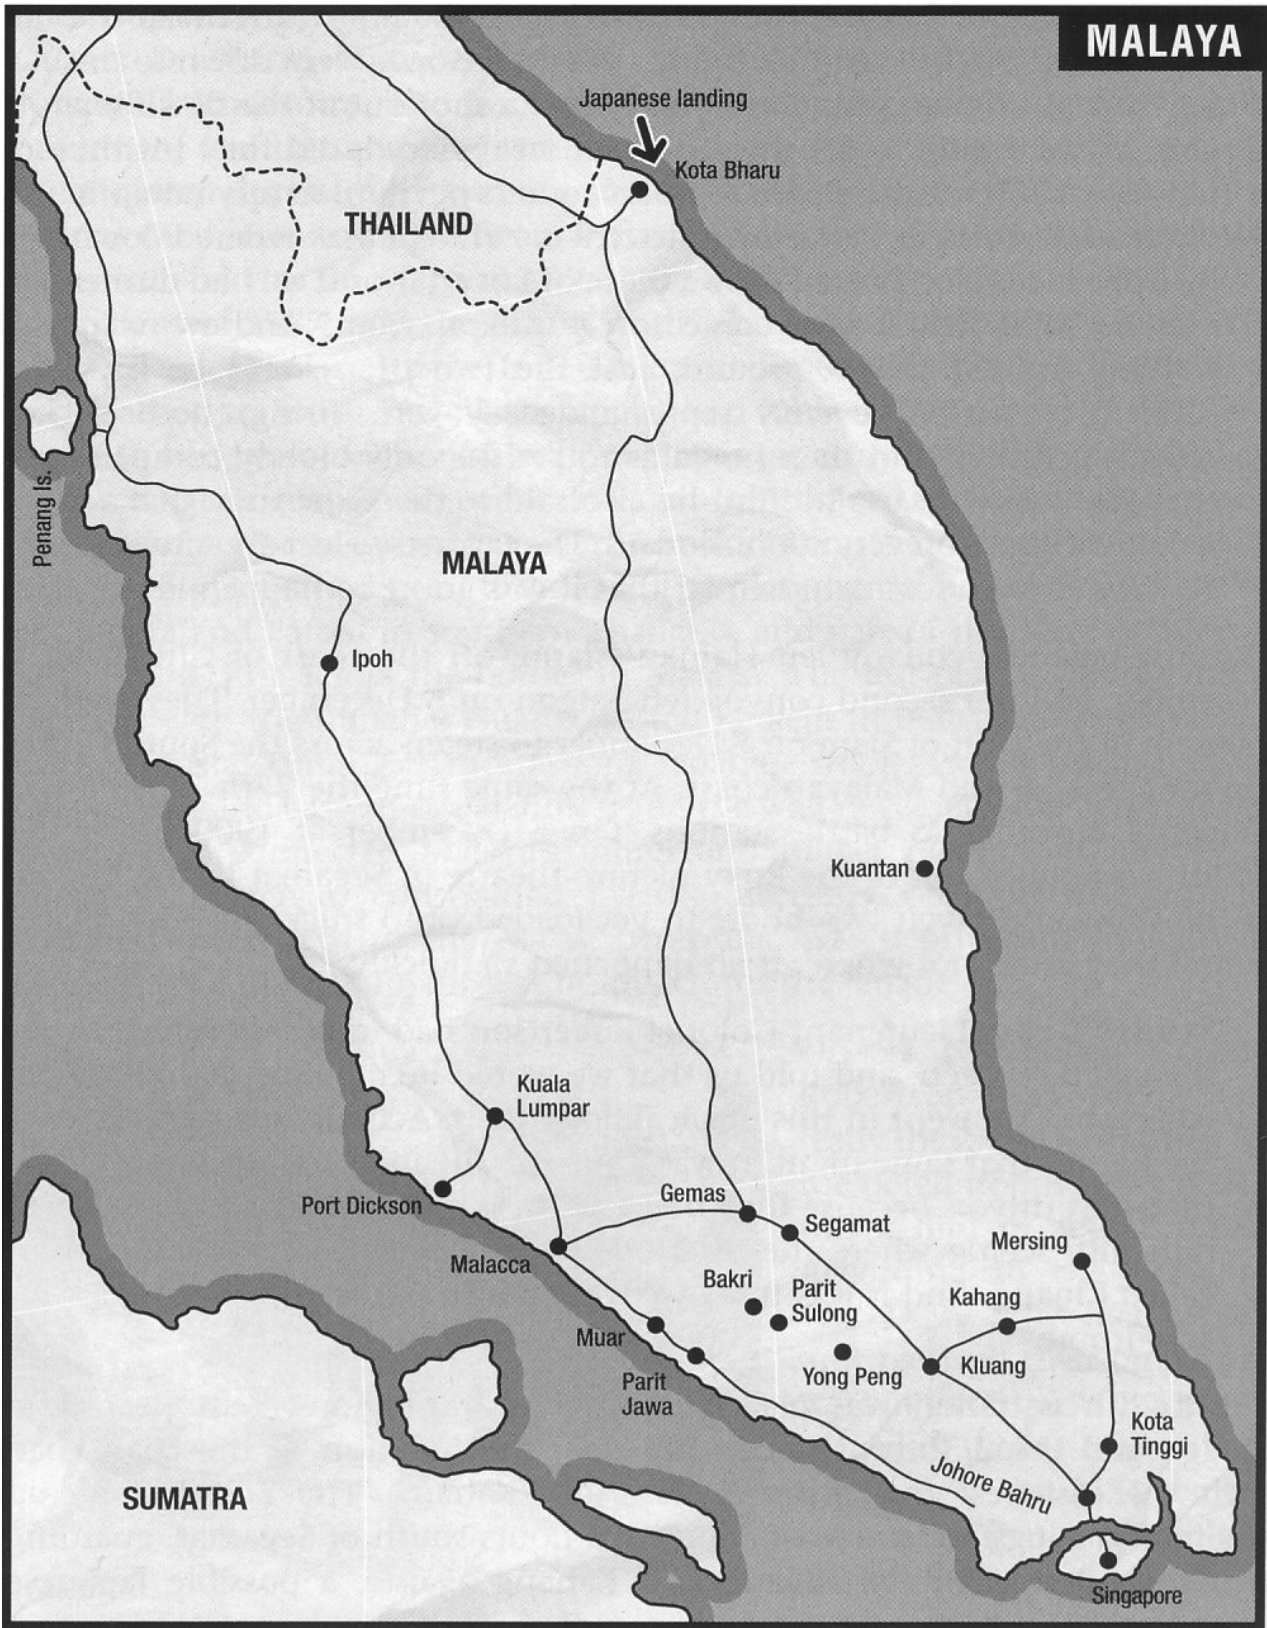 MALAYA
Japanese landing
Kota Bharu
THAILAND
Penang Is.
MALAYA
Ipoh
Kuantan
Kuala
Lumpar
Port Dickson
Gemas
Segamat
Malacca
Mersing
Bakri
Parit
Sulong
Kahang
Muar
Yong Peng
Kluang
Parit
Jawa
Kota
Tinggi
Johore Bahru
SUMATRA
Singapore